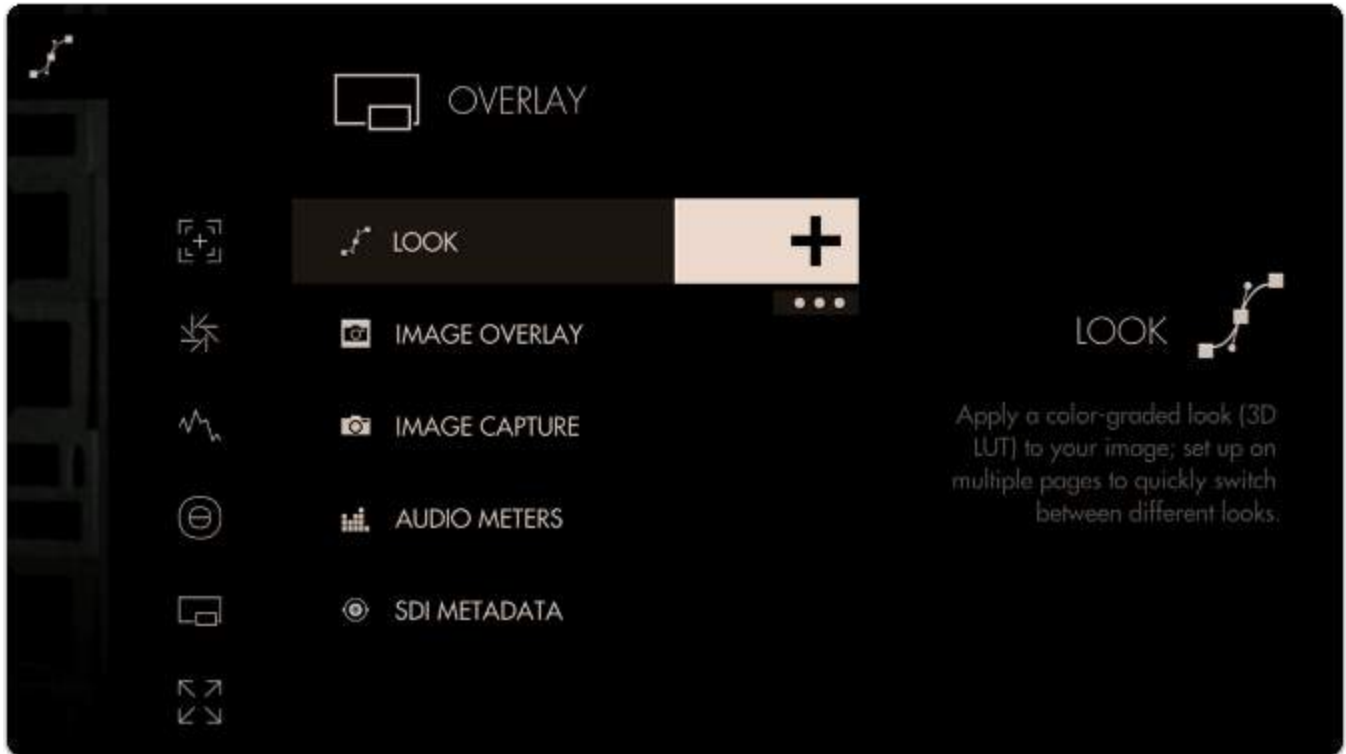 OVERLAY
LOOK
IMAGE OVERLAY
IMAGE CAPTURE
AUDIO METERS
SDI METADATA
LOOK
Apply a color-graded look (3D
LUT) to your image; set up on
multiple pages to quickly switch
between different looks.